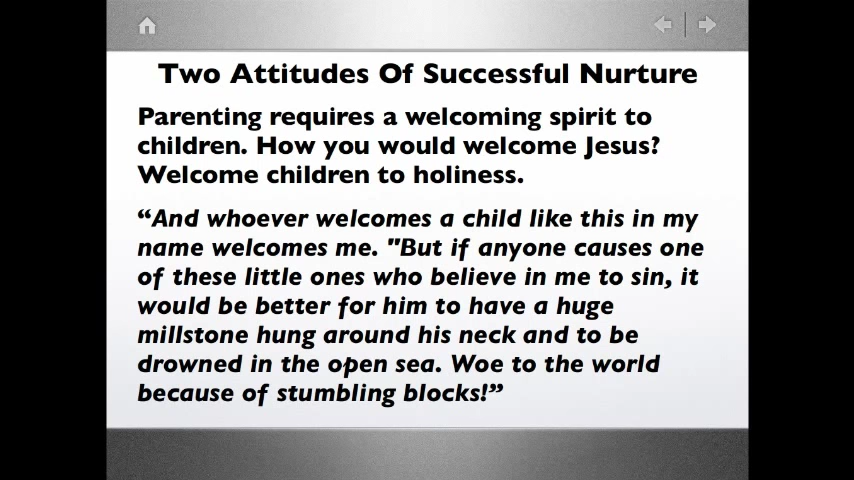 Two Attitudes Of Successful Nurture
Parenting requires a welcoming spirit to
children. How you would welcome Jesus?
Welcome children to holiness.
“And whoever welcomes a child like this in my
name welcomes me. "But if anyone causes one
of these little ones who believe in me to sin, it
would be better for him to have a huge
millstone hung around his neck and to be
drowned in the open sea. Woe to the world
because of stumbling blocks!”